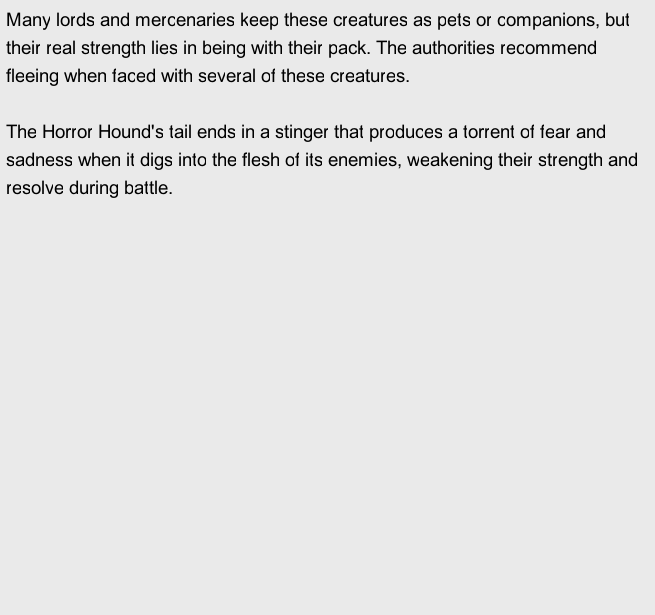 Many lords and mercenaries keep these creatures as pets or companions, but
their real strength lies in being with their pack. The authorities recommend
fleeing when faced with several of these creatures.
The Horror Hound's tail ends in a stinger that produces a torrent of fear and
sadness when it digs into the flesh of its enemies, weakening their strength and
resolve during battle.